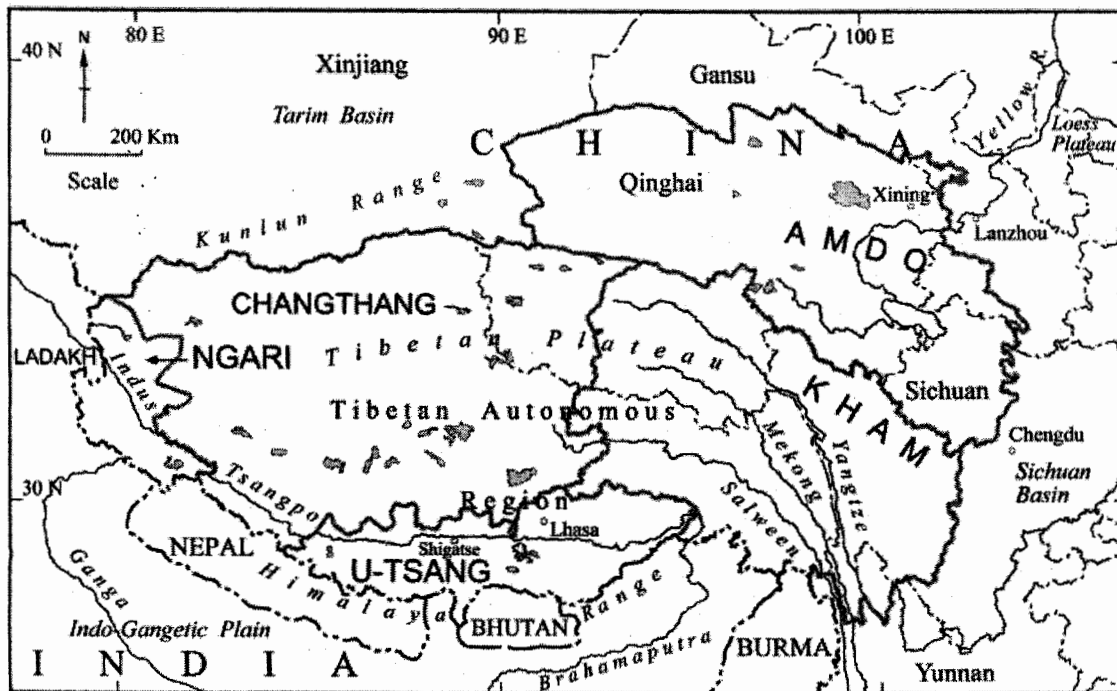 80 E
90 E
100 E
40 N
N
Xinjiang
Gansu
Tarim Basin
Yellow R.
Loess
Plateau
0 200 Km
Scale
C H I N A
Qinghai
Xining
Kunlun Range
Lanzhou
AMDO
CHANGTHANG
LADAKH
Indus
NGARI
Tibetan Plateau
Sichuan
KHAM
Tibetan Autonomous
Region
Chengdu
Mekong
Yangtze
Sichuan
Basin
30 N
Tsangpo
Salween
Lhasa
NEPAL
Shigatse
U-TSANG
Himalaya Range
Ganga
BHUTAN
Indo-Gangetic Plain
Brahamaputra
BURMA
Yunnan
I N D I A